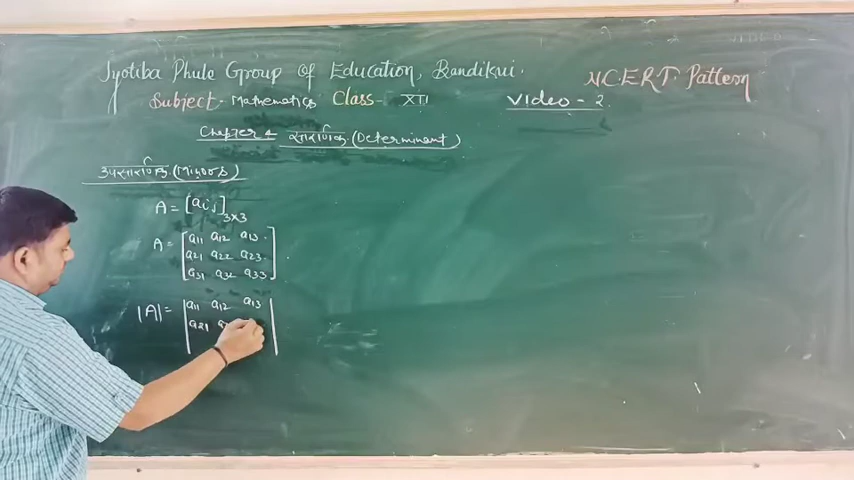 Jyotiba Phule Group of Education, Bandikui.
N.C.E.R.T. Pattern
Subject- Mathematics Class- XII
Video - 2.
Chapter 4 सारणिक (Determinant)
उपसारणिक (Minors)
A = [aij]3×3
A = [a11 a12 a13
a21 a22 a23
a31 a32 a33]
|A| = |a11 a12 a13
a21